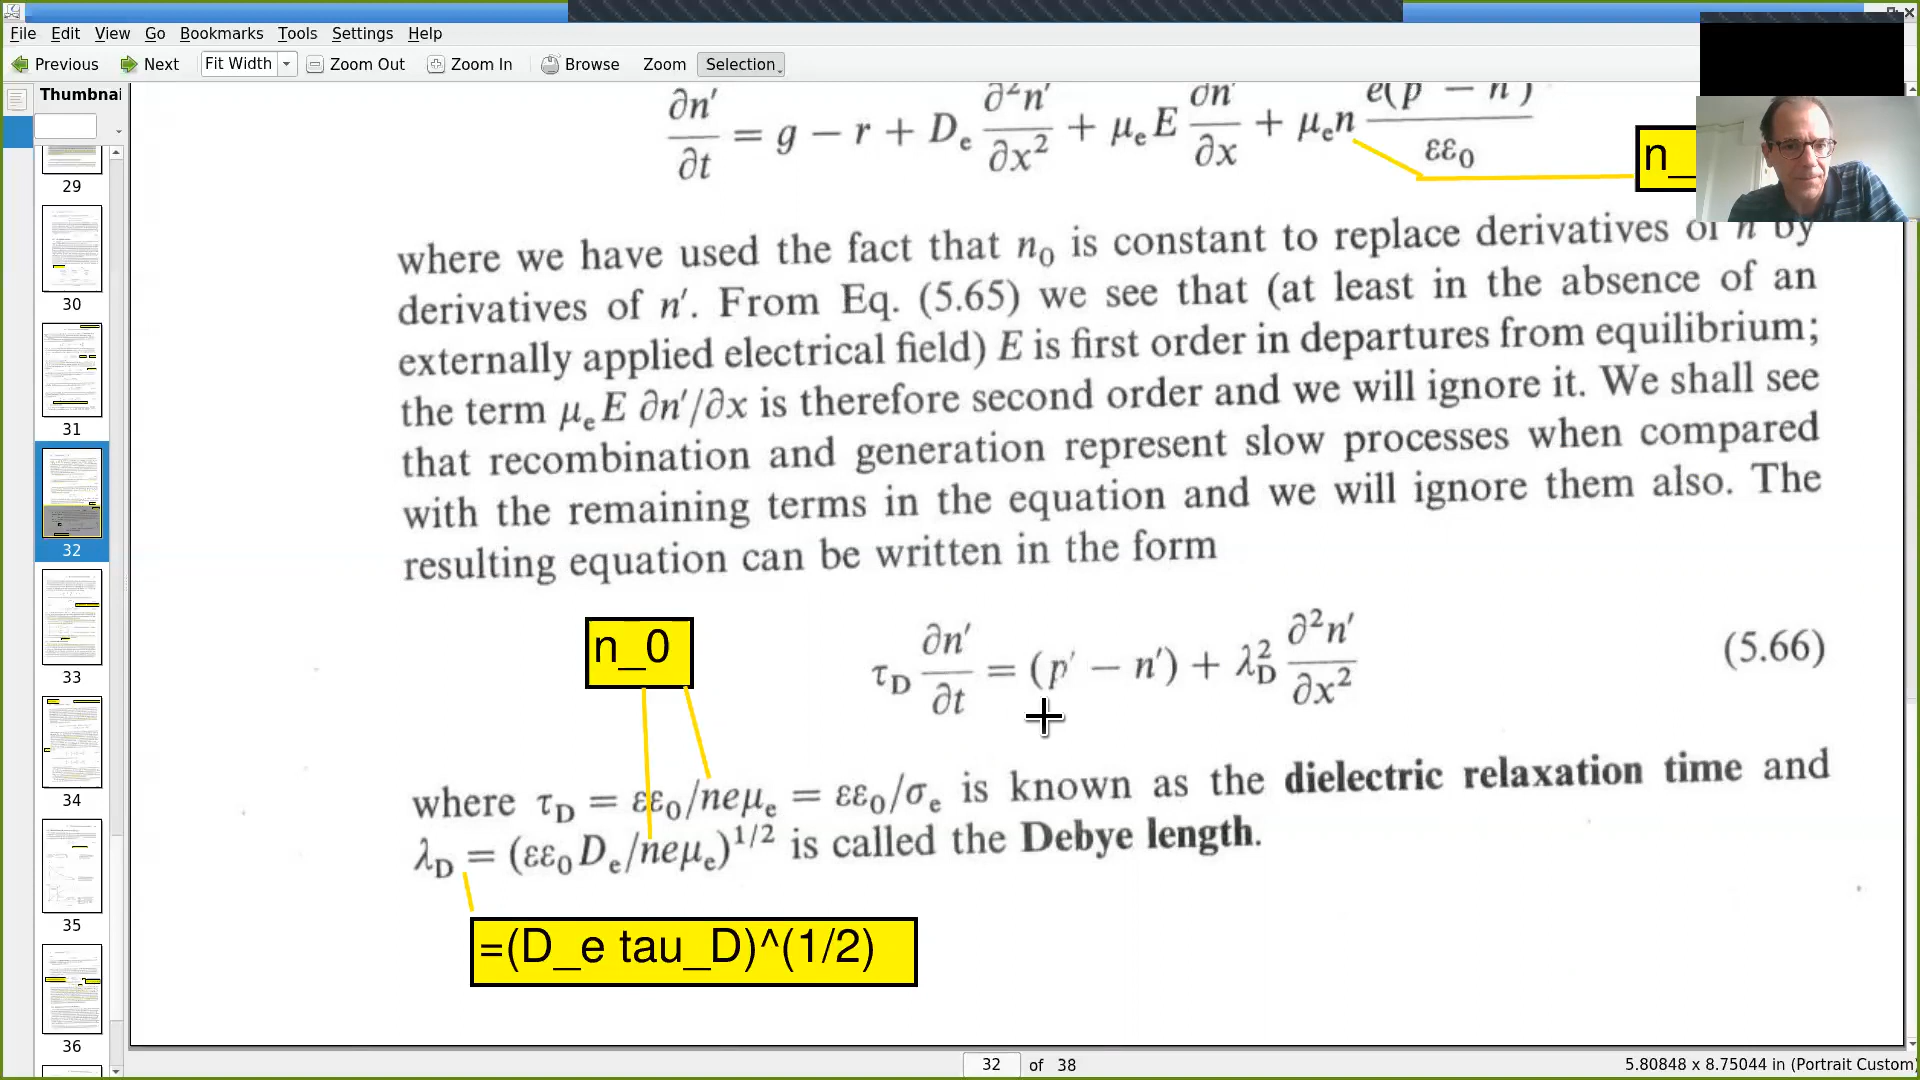 File Edit View Go Bookmarks Tools Settings Help
Previous Next Fit Width Zoom Out Zoom In Browse Zoom Selection
Thumbnai
29
30
31
32
33
34
35
36
∂n′/∂t = g − r + Dₑ ∂²n′/∂x² + μₑE ∂n′/∂x + μₑn e(p′ − n′)/εε₀
n_
where we have used the fact that n₀ is constant to replace derivatives of n by
derivatives of n′. From Eq. (5.65) we see that (at least in the absence of an
externally applied electrical field) E is first order in departures from equilibrium;
the term μₑE ∂n′/∂x is therefore second order and we will ignore it. We shall see
that recombination and generation represent slow processes when compared
with the remaining terms in the equation and we will ignore them also. The
resulting equation can be written in the form
n_0
τ_D ∂n′/∂t = (p′ − n′) + λ_D² ∂²n′/∂x² (5.66)
where τ_D = εε₀/neμₑ = εε₀/σₑ is known as the dielectric relaxation time and
λ_D = (εε₀Dₑ/neμₑ)^1/2 is called the Debye length.
=(D_e tau_D)^(1/2)
32 of 38
5.80848 x 8.75044 in (Portrait Custom)